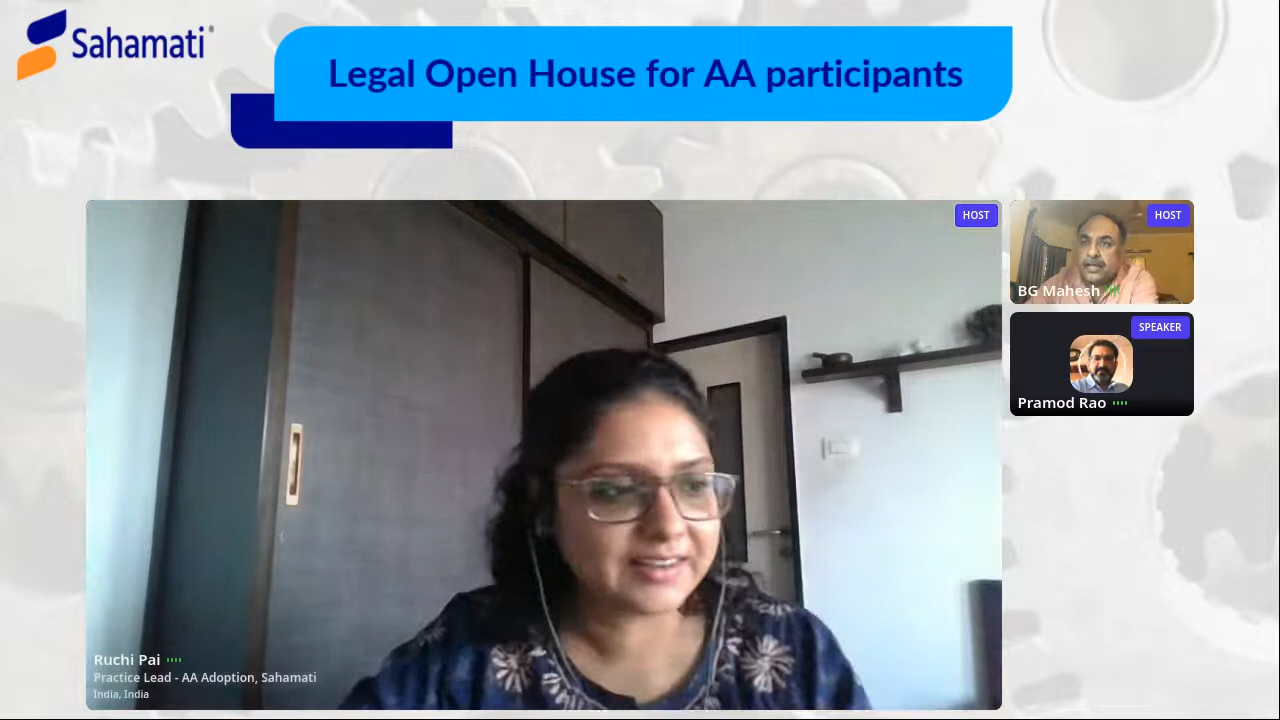 Sahamati
Legal Open House for AA participants
HOST
Ruchi Pai
Practice Lead - AA Adoption, Sahamati
India, India
HOST
BG Mahesh
SPEAKER
Pramod Rao